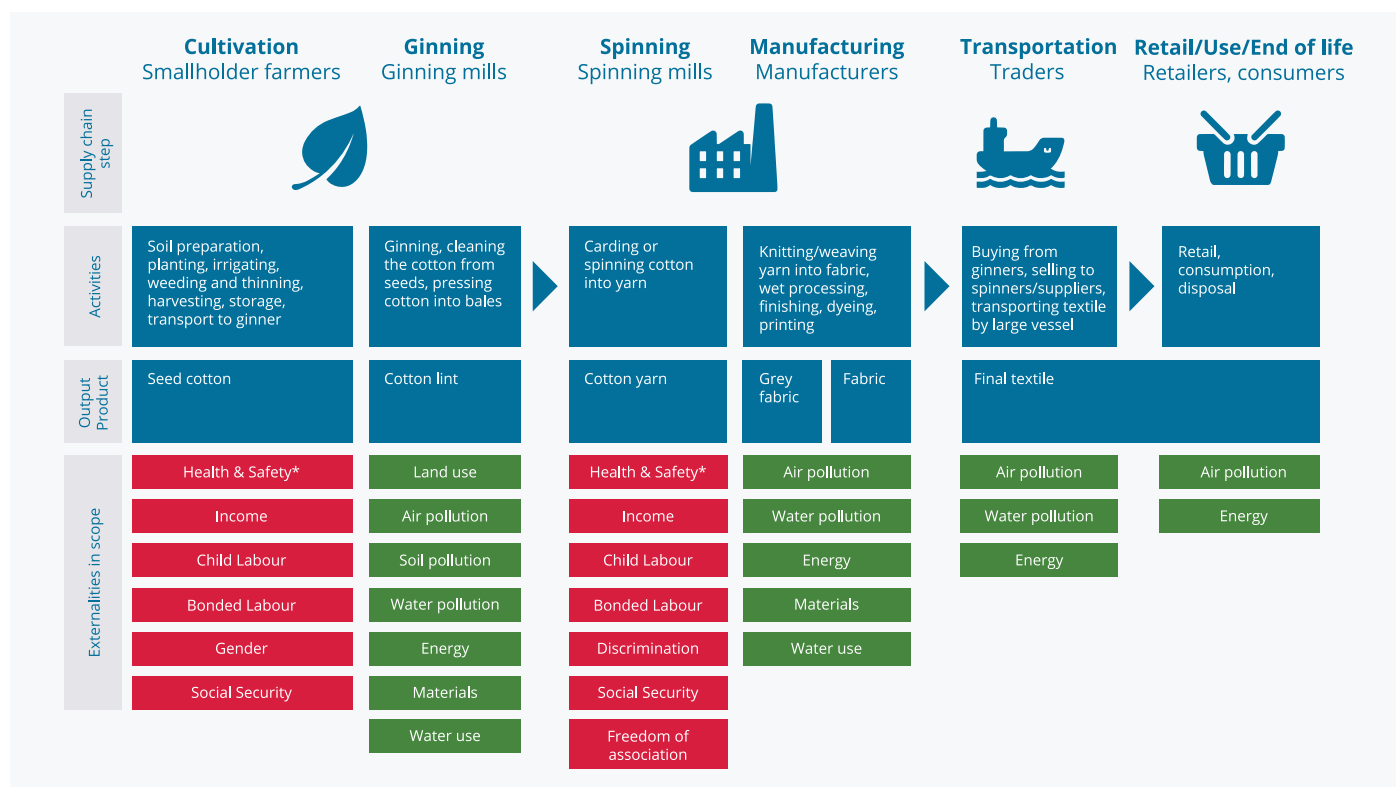 Cultivation
Smallholder farmers
Ginning
Ginning mills
Spinning
Spinning mills
Manufacturing
Manufacturers
Transportation
Traders
Retail/Use/End of life
Retailers, consumers
Supply chain
step
Activities
Soil preparation,
planting, irrigating,
weeding and thinning,
harvesting, storage,
transport to ginner
Ginning, cleaning
the cotton from
seeds, pressing
cotton into bales
Carding or
spinning cotton
into yarn
Knitting/weaving
yarn into fabric,
wet processing,
finishing, dyeing,
printing
Buying from
ginners, selling to
spinners/suppliers,
transporting textile
by large vessel
Retail,
consumption,
disposal
Output
Product
Seed cotton
Cotton lint
Cotton yarn
Grey
fabric
Fabric
Final textile
Externalities in scope
Health & Safety*
Income
Child Labour
Bonded Labour
Gender
Social Security
Land use
Air pollution
Soil pollution
Water pollution
Energy
Materials
Water use
Health & Safety*
Income
Child Labour
Bonded Labour
Discrimination
Social Security
Freedom of
association
Air pollution
Water pollution
Energy
Materials
Water use
Air pollution
Water pollution
Energy
Air pollution
Energy